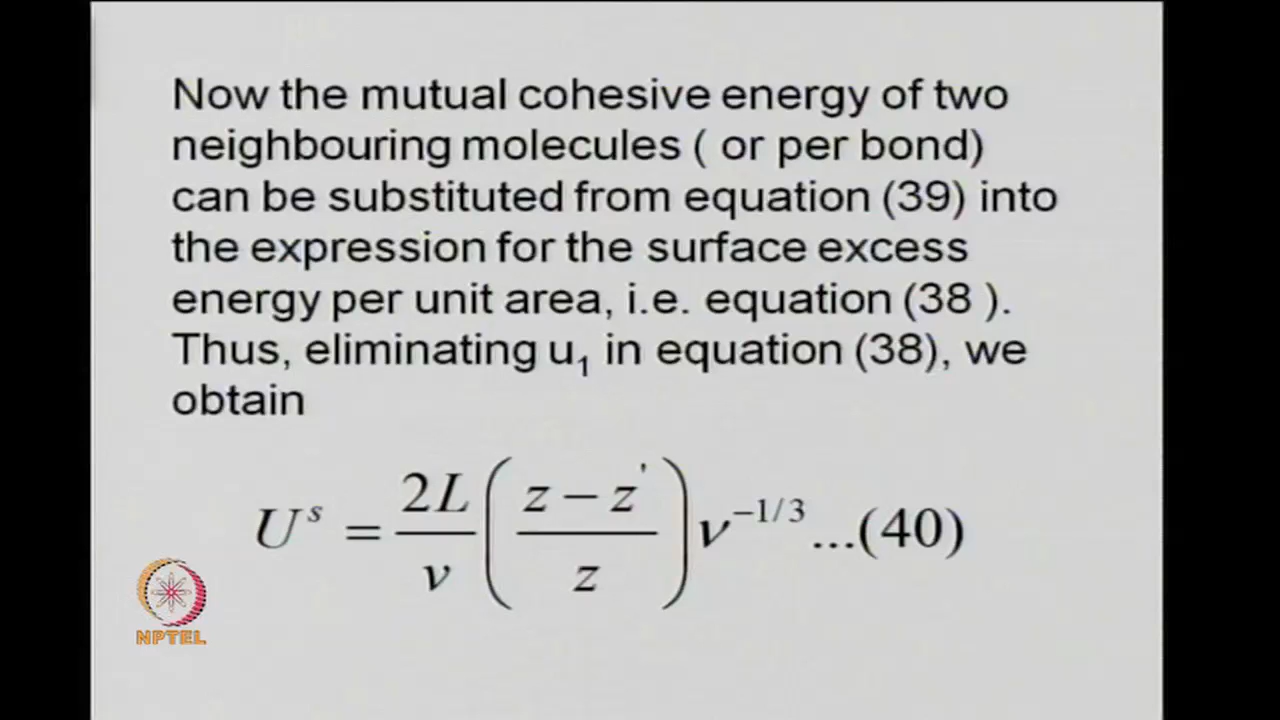 Now the mutual cohesive energy of two
neighbouring molecules ( or per bond)
can be substituted from equation (39) into
the expression for the surface excess
energy per unit area, i.e. equation (38 ).
Thus, eliminating u₁ in equation (38), we
obtain
Uˢ = 2L/ν ((z − z')/z) ν^(−1/3) ...(40)
NPTEL